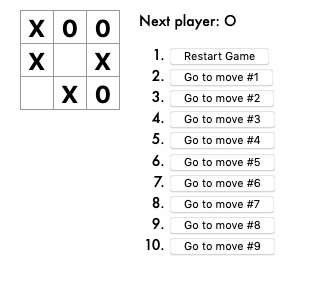 X O O
X X
X O
Next player: O
1. Restart Game
2. Go to move #1
3. Go to move #2
4. Go to move #3
5. Go to move #4
6. Go to move #5
7. Go to move #6
8. Go to move #7
9. Go to move #8
10. Go to move #9